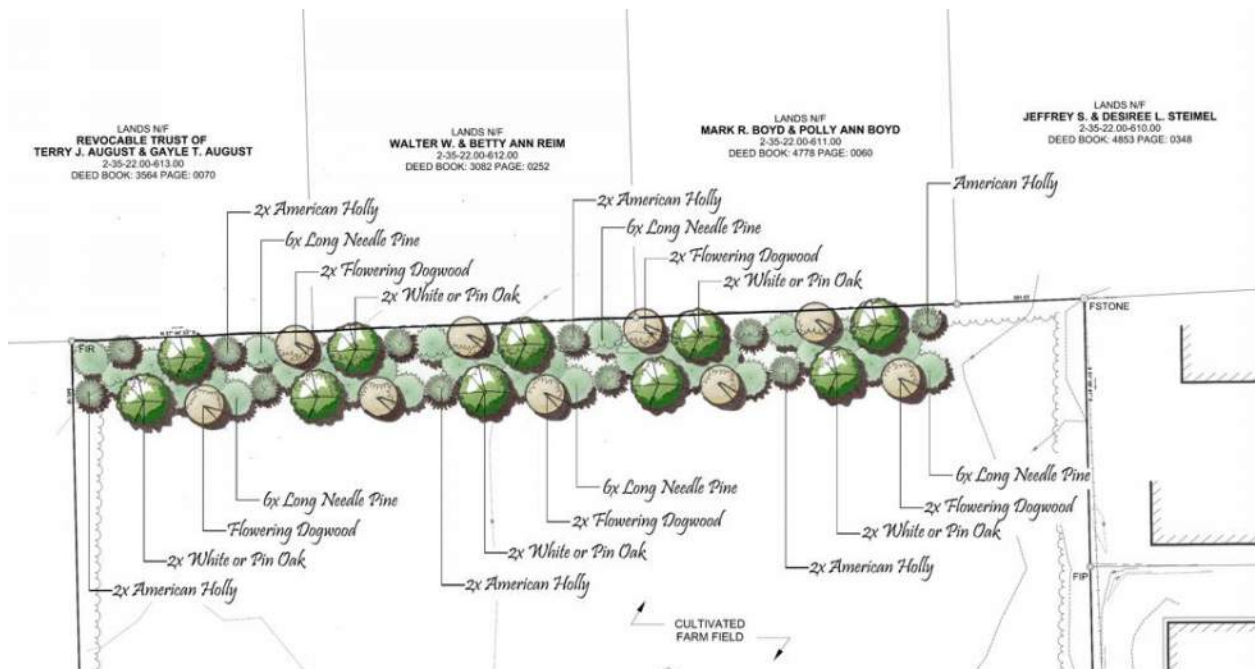 LANDS N/F
REVOCABLE TRUST OF
TERRY J. AUGUST & GAYLE T. AUGUST
2-35-22.00-613.00
DEED BOOK: 3564 PAGE: 0070
LANDS N/F
WALTER W. & BETTY ANN REIM
2-35-22.00-612.00
DEED BOOK: 3082 PAGE: 0252
LANDS N/F
MARK R. BOYD & POLLY ANN BOYD
2-35-22.00-611.00
DEED BOOK: 4778 PAGE: 0060
LANDS N/F
JEFFREY S. & DESIREE L. STEIMEL
2-35-22.00-610.00
DEED BOOK: 4853 PAGE: 0348
2x American Holly
6x Long Needle Pine
2x Flowering Dogwood
2x White or Pin Oak
2x American Holly
6x Long Needle Pine
2x Flowering Dogwood
2x White or Pin Oak
American Holly
FIR
FSTONE
6x Long Needle Pine
Flowering Dogwood
2x White or Pin Oak
2x American Holly
6x Long Needle Pine
2x Flowering Dogwood
2x White or Pin Oak
2x American Holly
6x Long Needle Pine
2x Flowering Dogwood
2x White or Pin Oak
2x American Holly
FIP
CULTIVATED
FARM FIELD